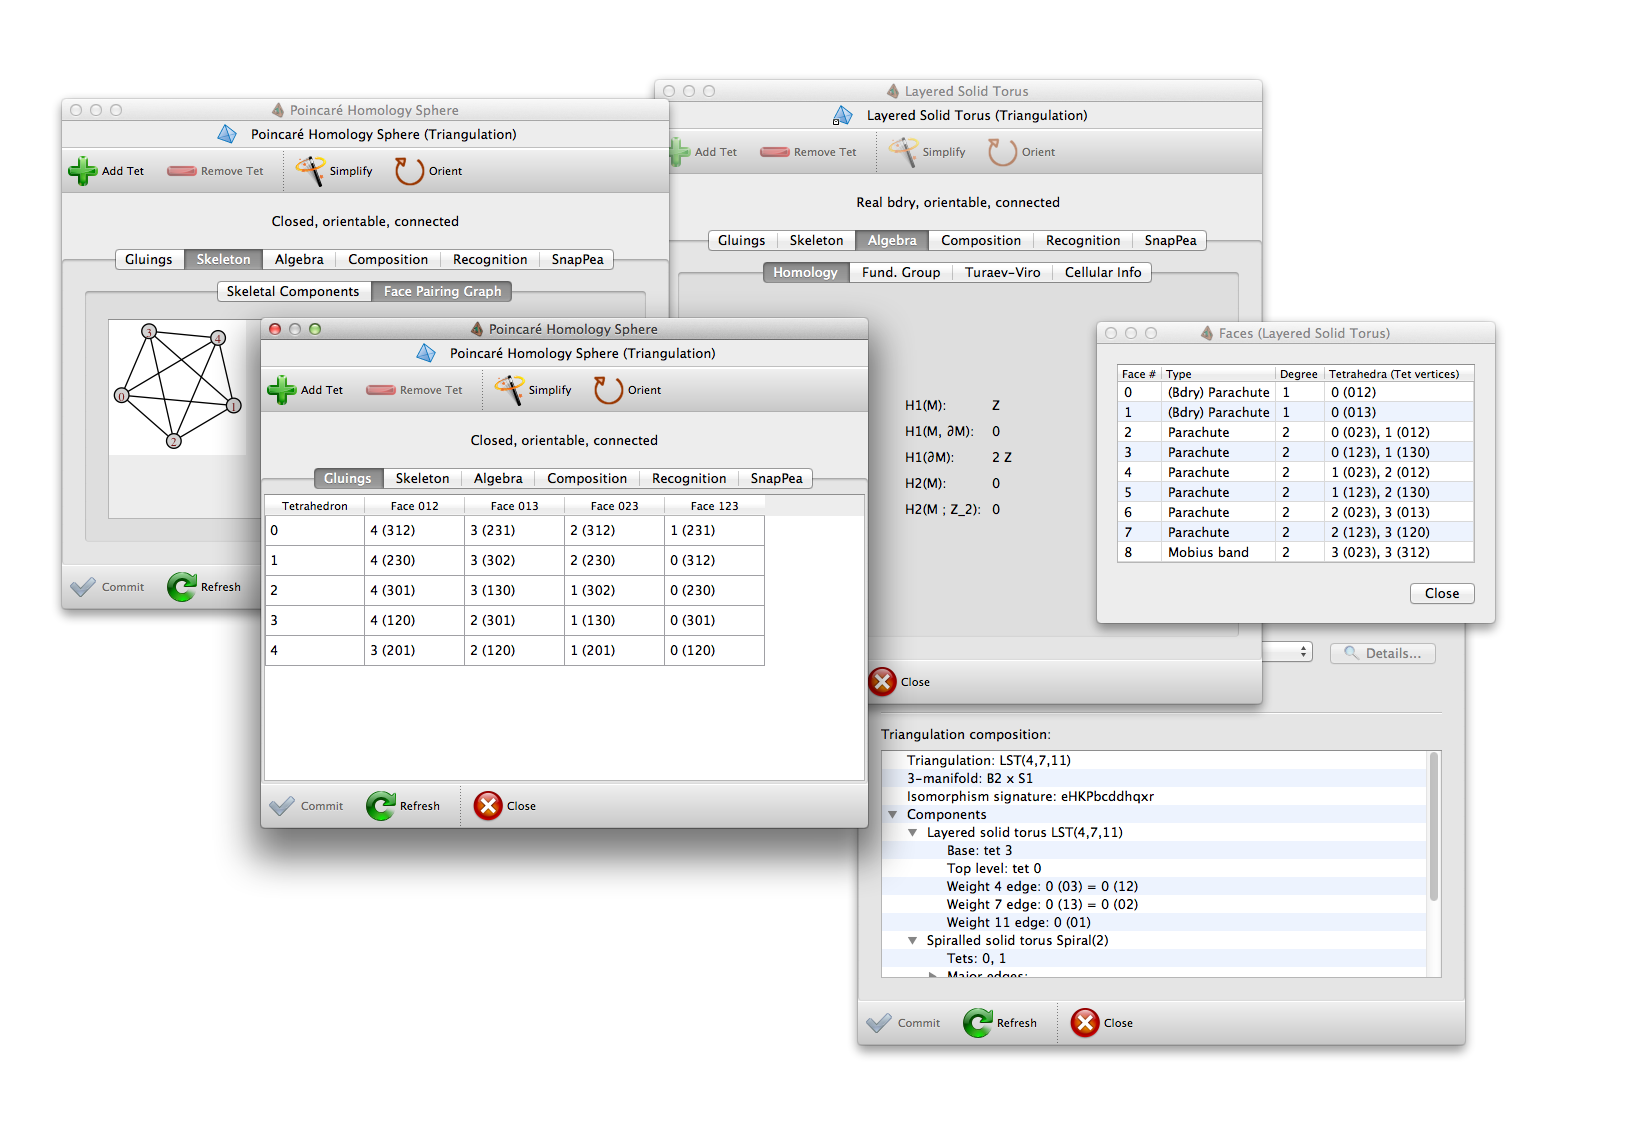 Poincaré Homology Sphere
Poincaré Homology Sphere (Triangulation)
Add Tet Remove Tet Simplify Orient
Closed, orientable, connected
Gluings Skeleton Algebra Composition Recognition SnapPea
Skeletal Components Face Pairing Graph
3
4
0
1
2
Commit Refresh
Layered Solid Torus
Layered Solid Torus (Triangulation)
Add Tet Remove Tet Simplify Orient
Real bdry, orientable, connected
Gluings Skeleton Algebra Composition Recognition SnapPea
Homology Fund. Group Turaev-Viro Cellular Info
H1(M): Z
H1(M, ∂M): 0
H1(∂M): 2 Z
H2(M): 0
H2(M ; Z_2): 0
Close
Poincaré Homology Sphere
Poincaré Homology Sphere (Triangulation)
Add Tet Remove Tet Simplify Orient
Closed, orientable, connected
Gluings Skeleton Algebra Composition Recognition SnapPea
Tetrahedron Face 012 Face 013 Face 023 Face 123
0 4 (312) 3 (231) 2 (312) 1 (231)
1 4 (230) 3 (302) 2 (230) 0 (312)
2 4 (301) 3 (130) 1 (302) 0 (230)
3 4 (120) 2 (301) 1 (130) 0 (301)
4 3 (201) 2 (120) 1 (201) 0 (120)
Commit Refresh Close
Faces (Layered Solid Torus)
Face # Type Degree Tetrahedra (Tet vertices)
0 (Bdry) Parachute 1 0 (012)
1 (Bdry) Parachute 1 0 (013)
2 Parachute 2 0 (023), 1 (012)
3 Parachute 2 0 (123), 1 (130)
4 Parachute 2 1 (023), 2 (012)
5 Parachute 2 1 (123), 2 (130)
6 Parachute 2 2 (023), 3 (013)
7 Parachute 2 2 (123), 3 (120)
8 Mobius band 2 3 (023), 3 (312)
Close
Details...
Triangulation composition:
Triangulation: LST(4,7,11)
3-manifold: B2 x S1
Isomorphism signature: eHKPbcddhqxr
Components
Layered solid torus LST(4,7,11)
Base: tet 3
Top level: tet 0
Weight 4 edge: 0 (03) = 0 (12)
Weight 7 edge: 0 (13) = 0 (02)
Weight 11 edge: 0 (01)
Spiralled solid torus Spiral(2)
Tets: 0, 1
Major edges:
Commit Refresh Close